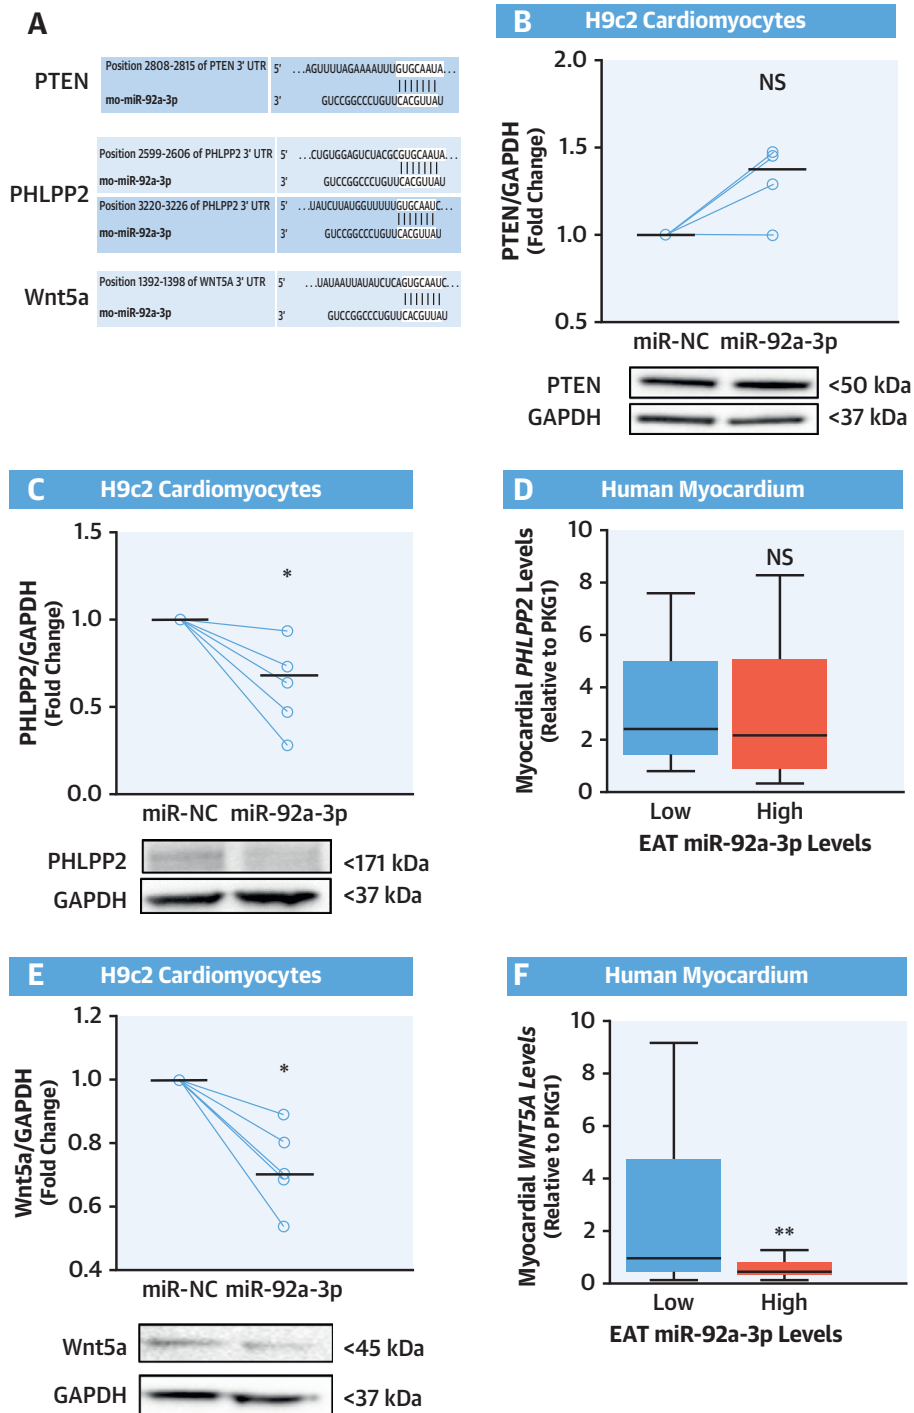 A
PTEN
Position 2808-2815 of PTEN 3' UTR 5' ...AGUUUUAGAAAAUUUGUGCAAUA...
mo-miR-92a-3p 3' GUCCGGCCCUGUUCACGUUAU
PHLPP2
Position 2599-2606 of PHLPP2 3' UTR 5' ...CUGUGGAGUCUACGCGUGCAAUA...
mo-miR-92a-3p 3' GUCCGGCCCUGUUCACGUUAU
Position 3220-3226 of PHLPP2 3' UTR 5' ...UAUCUUAUGGUUUUUGUGCAAUC...
mo-miR-92a-3p 3' GUCCGGCCCUGUUCACGUUAU
Wnt5a
Position 1392-1398 of WNT5A 3' UTR 5' ...UAUAAUUAUAUCUCAGUGCAAUC...
mo-miR-92a-3p 3' GUCCGGCCCUGUUCACGUUAU
B H9c2 Cardiomyocytes
PTEN/GAPDH
(Fold Change)
2.0
1.5
1.0
0.5
NS
miR-NC miR-92a-3p
PTEN <50 kDa
GAPDH <37 kDa
C H9c2 Cardiomyocytes
PHLPP2/GAPDH
(Fold Change)
1.5
1.0
0.5
0.0
*
miR-NC miR-92a-3p
PHLPP2 <171 kDa
GAPDH <37 kDa
D Human Myocardium
Myocardial PHLPP2 Levels
(Relative to PKG1)
10
8
6
4
2
0
NS
Low High
EAT miR-92a-3p Levels
E H9c2 Cardiomyocytes
Wnt5a/GAPDH
(Fold Change)
1.2
1.0
0.8
0.6
0.4
*
miR-NC miR-92a-3p
Wnt5a <45 kDa
GAPDH <37 kDa
F Human Myocardium
Myocardial WNT5A Levels
(Relative to PKG1)
10
8
6
4
2
0
**
Low High
EAT miR-92a-3p Levels